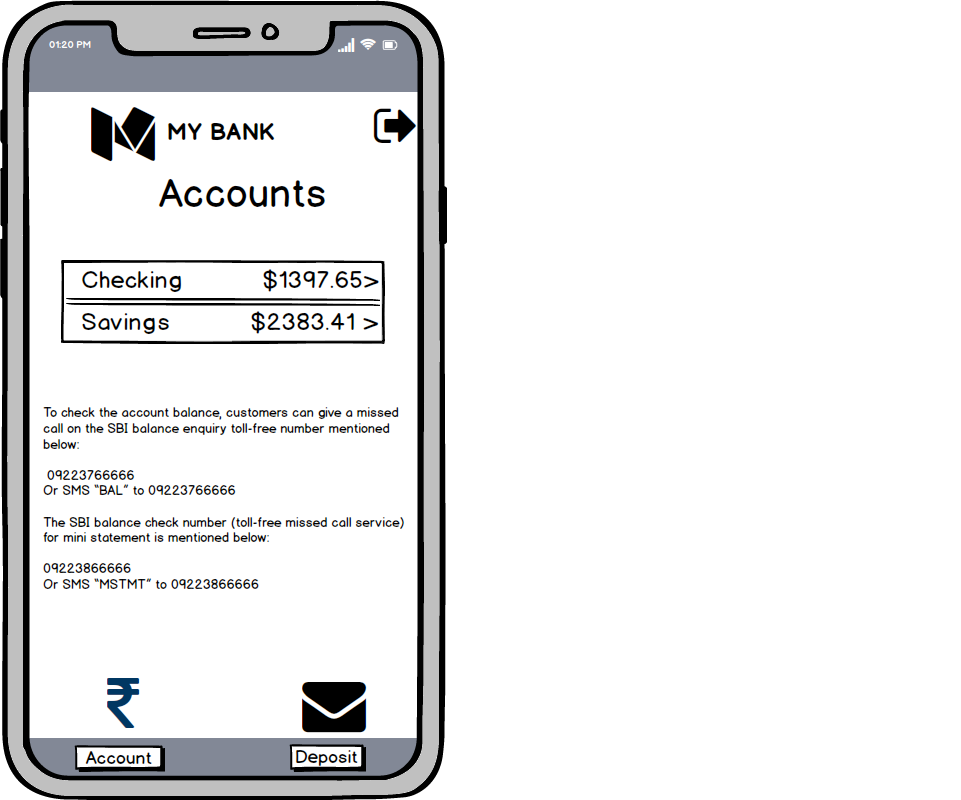 01:20 PM
MY BANK
Accounts
Checking $1397.65>
Savings $2383.41 >
To check the account balance, customers can give a missed
call on the SBI balance enquiry toll-free number mentioned
below:
09223766666
Or SMS “BAL” to 09223766666
The SBI balance check number (toll-free missed call service)
for mini statement is mentioned below:
09223866666
Or SMS “MSTMT” to 09223866666
₹
Account Deposit